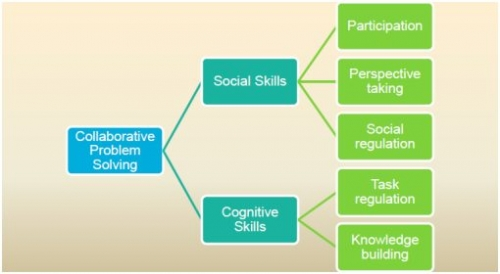 Collaborative
Problem
Solving
Social Skills
Participation
Perspective
taking
Social
regulation
Cognitive
Skills
Task
regulation
Knowledge
building